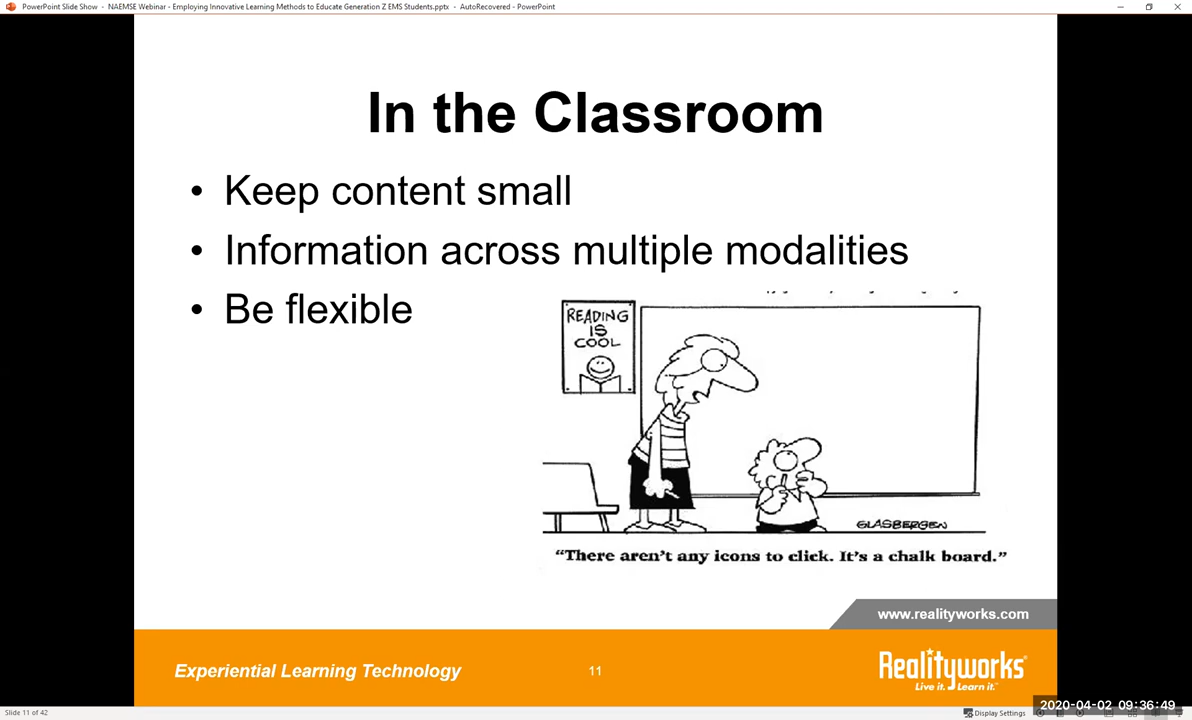 PowerPoint Slide Show - NAEMSE Webinar - Employing Innovative Learning Methods to Educate Generation Z EMS Students.pptx - AutoRecovered - PowerPoint
In the Classroom
• Keep content small
• Information across multiple modalities
• Be flexible
READING
IS
COOL
GLASBERGEN
“There aren’t any icons to click. It’s a chalk board.”
www.realityworks.com
Experiential Learning Technology
11
Realityworks®
Live it. Learn it.™
Slide 11 of 42
Display Settings
2020-04-02 09:36:49